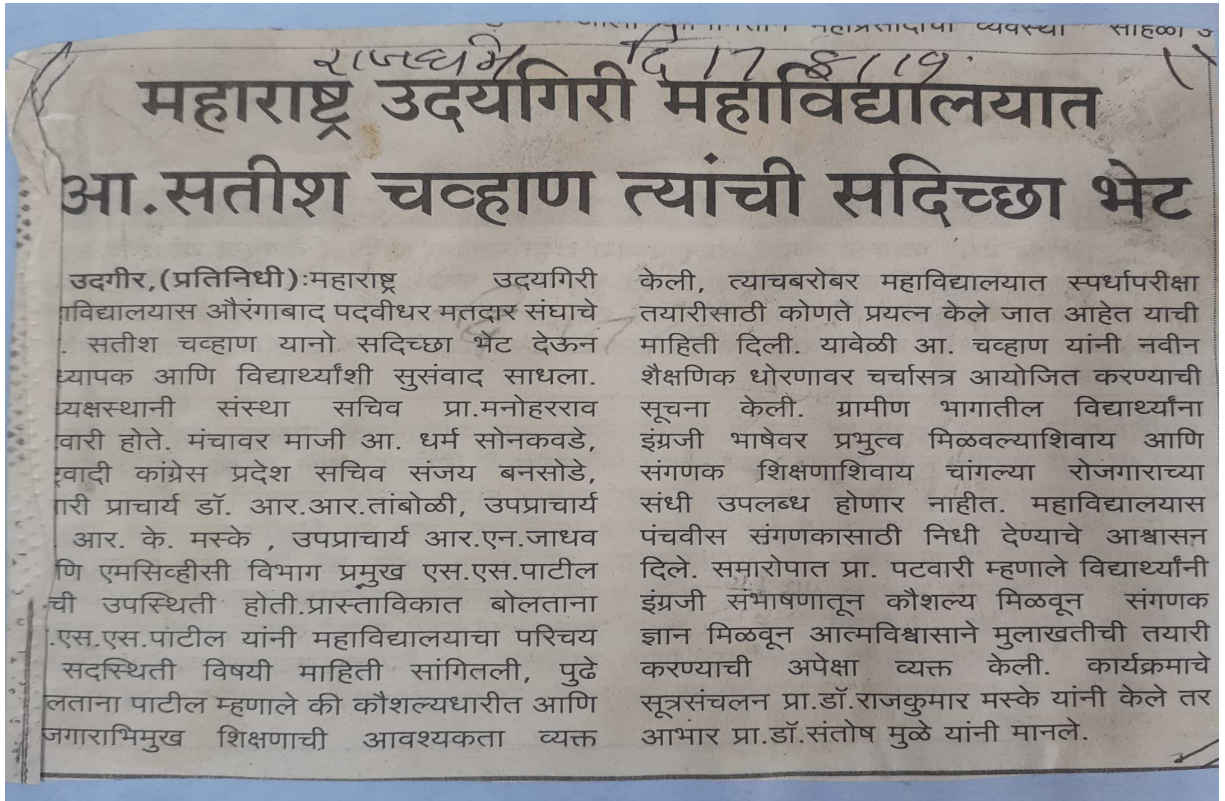 महाप्रसादाचा व्यवस्था साहळा
राजधर्म दि 17 8 119.
महाराष्ट्र उदयगिरी महाविद्यालयात
आ.सतीश चव्हाण त्यांची सदिच्छा भेट
उदगीर,(प्रतिनिधी):महाराष्ट्र उदयगिरी
ाविद्यालयास औरंगाबाद पदवीधर मतदार संघाचे
. सतीश चव्हाण यानो सदिच्छा भेट देऊन
ध्यापक आणि विद्यार्थ्यांशी सुसंवाद साधला.
ध्यक्षस्थानी संस्था सचिव प्रा.मनोहरराव
वारी होते. मंचावर माजी आ. धर्म सोनकवडे,
्रवादी कांग्रेस प्रदेश सचिव संजय बनसोडे,
ारी प्राचार्य डॉ. आर.आर.तांबोळी, उपप्राचार्य
आर. के. मस्के , उपप्राचार्य आर.एन.जाधव
णि एमसिव्हीसी विभाग प्रमुख एस.एस.पाटील
ची उपस्थिती होती.प्रास्ताविकात बोलताना
.एस.एस.पाटील यांनी महाविद्यालयाचा परिचय
सदस्थिती विषयी माहिती सांगितली, पुढे
लताना पाटील म्हणाले की कौशल्यधारीत आणि
जगाराभिमुख शिक्षणाची आवश्यकता व्यक्त
केली, त्याचबरोबर महाविद्यालयात स्पर्धापरीक्षा
तयारीसाठी कोणते प्रयत्न केले जात आहेत याची
माहिती दिली. यावेळी आ. चव्हाण यांनी नवीन
शैक्षणिक धोरणावर चर्चासत्र आयोजित करण्याची
सूचना केली. ग्रामीण भागातील विद्यार्थ्यांना
इंग्रजी भाषेवर प्रभुत्व मिळवल्याशिवाय आणि
संगणक शिक्षणाशिवाय चांगल्या रोजगाराच्या
संधी उपलब्ध होणार नाहीत. महाविद्यालयास
पंचवीस संगणकासाठी निधी देण्याचे आश्वासन
दिले. समारोपात प्रा. पटवारी म्हणाले विद्यार्थ्यांनी
इंग्रजी संभाषणातून कौशल्य मिळवून संगणक
ज्ञान मिळवून आत्मविश्वासाने मुलाखतीची तयारी
करण्याची अपेक्षा व्यक्त केली. कार्यक्रमाचे
सूत्रसंचलन प्रा.डॉ.राजकुमार मस्के यांनी केले तर
आभार प्रा.डॉ.संतोष मुळे यांनी मानले.